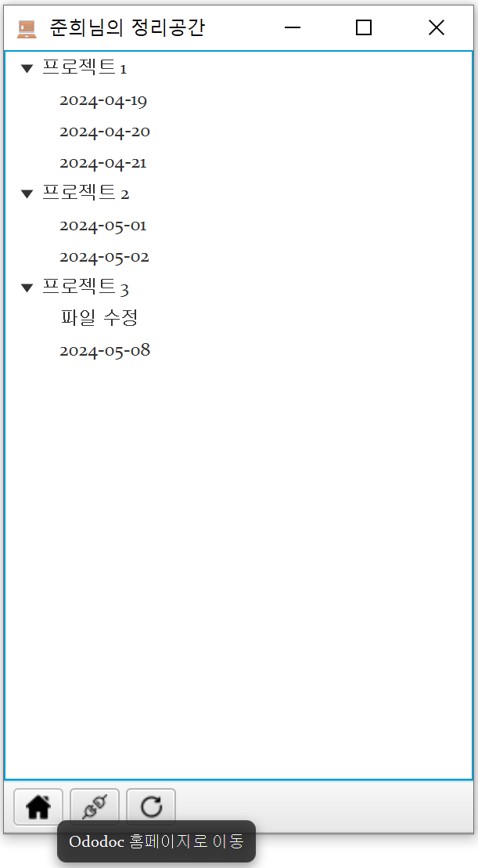 준희님의 정리공간
프로젝트 1
2024-04-19
2024-04-20
2024-04-21
프로젝트 2
2024-05-01
2024-05-02
프로젝트 3
파일 수정
2024-05-08
Ododoc 홈페이지로 이동